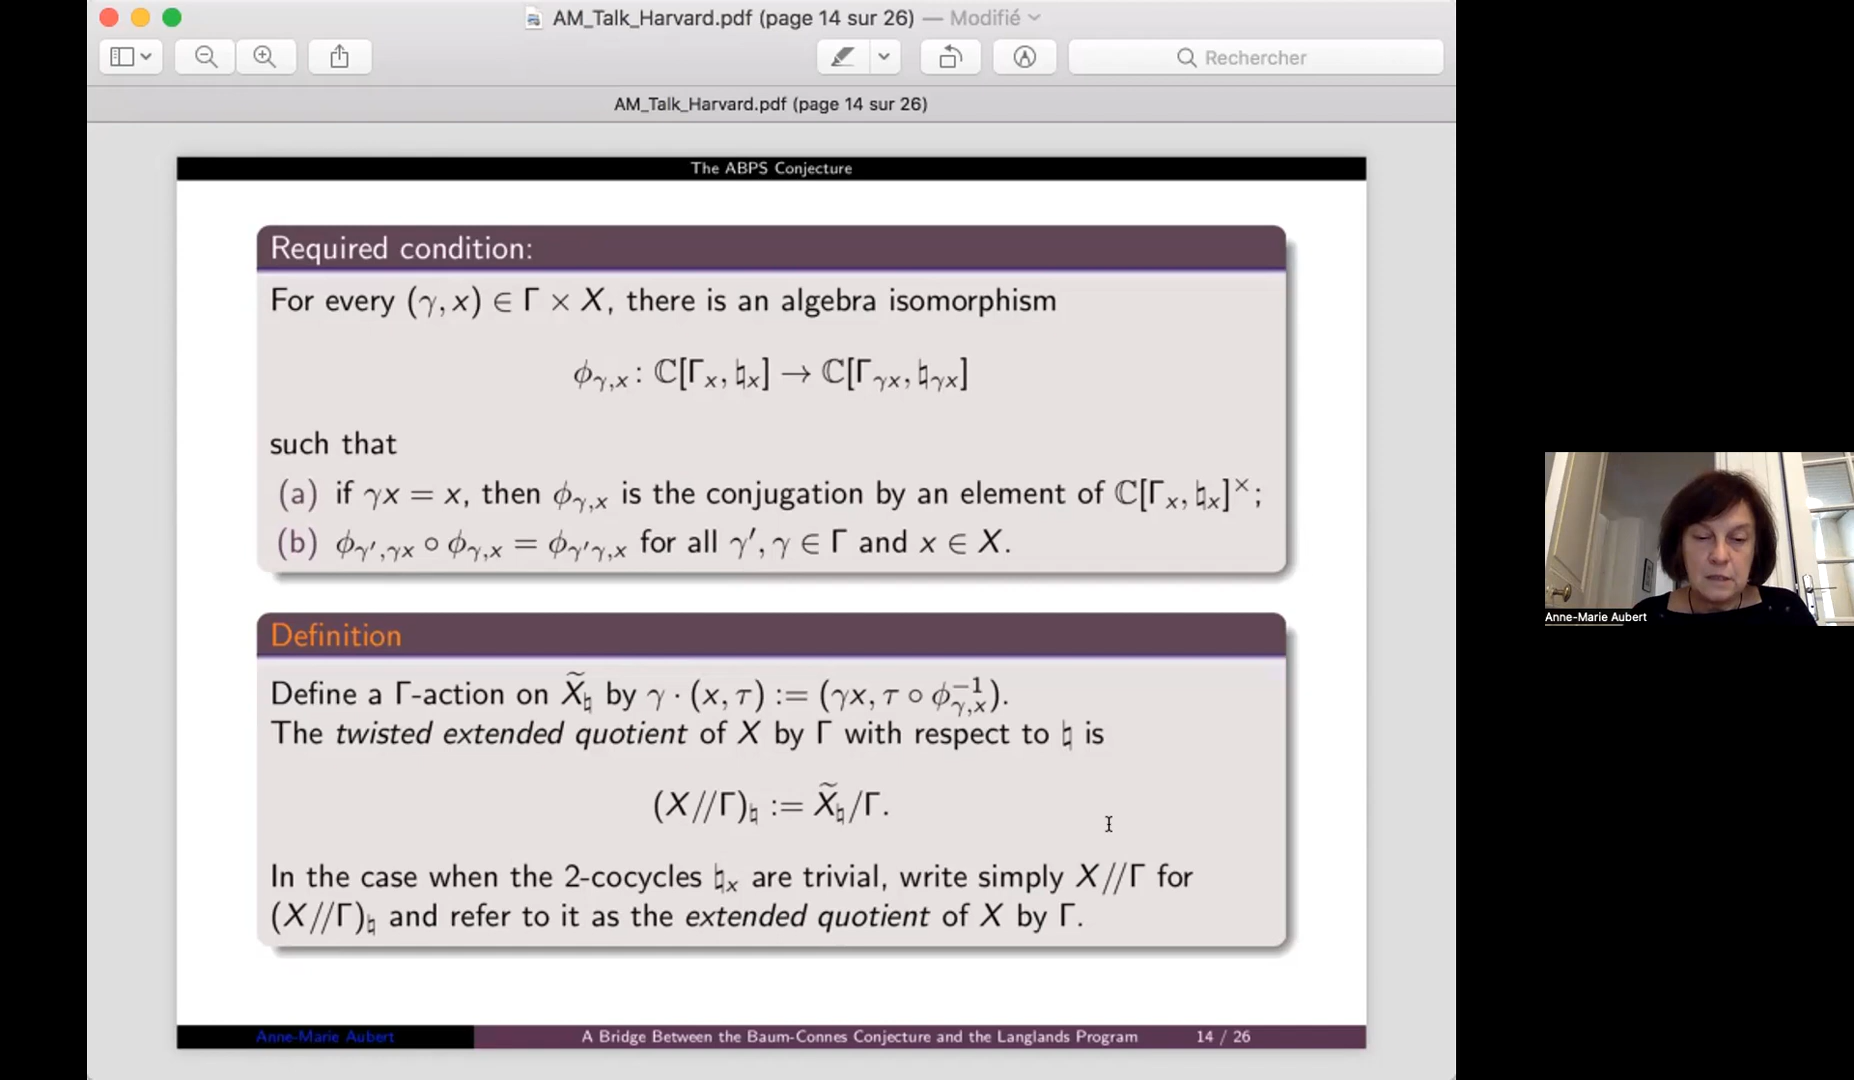 AM_Talk_Harvard.pdf (page 14 sur 26) — Modifié
Rechercher
AM_Talk_Harvard.pdf (page 14 sur 26)
The ABPS Conjecture
Required condition:
For every (γ, x) ∈ Γ × X, there is an algebra isomorphism
ϕ_{γ,x} : ℂ[Γ_x, ♮_x] → ℂ[Γ_{γx}, ♮_{γx}]
such that
(a) if γx = x, then ϕ_{γ,x} is the conjugation by an element of ℂ[Γ_x, ♮_x]^×;
(b) ϕ_{γ′,γx} ∘ ϕ_{γ,x} = ϕ_{γ′γ,x} for all γ′, γ ∈ Γ and x ∈ X.
Definition
Define a Γ-action on X̃_♮ by γ · (x, τ) := (γx, τ ∘ ϕ_{γ,x}^{−1}).
The twisted extended quotient of X by Γ with respect to ♮ is
(X//Γ)_♮ := X̃_♮/Γ.
In the case when the 2-cocycles ♮_x are trivial, write simply X//Γ for
(X//Γ)_♮ and refer to it as the extended quotient of X by Γ.
Anne-Marie Aubert
A Bridge Between the Baum-Connes Conjecture and the Langlands Program
14 / 26
Anne-Marie Aubert